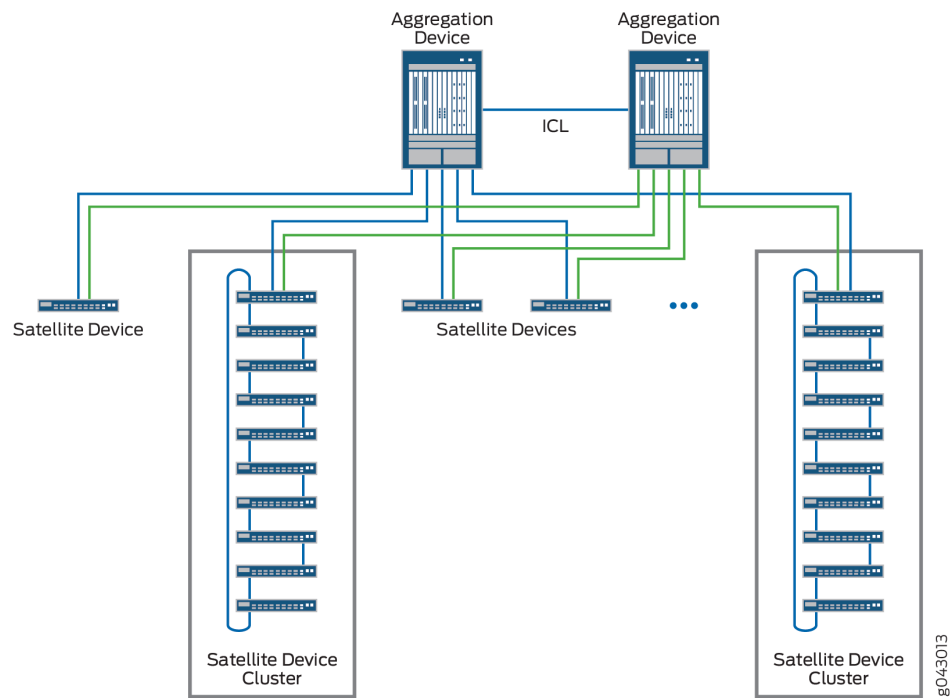 Aggregation
Device
Aggregation
Device
ICL
Satellite Device
Satellite Devices
Satellite Device
Cluster
Satellite Device
Cluster
g043013